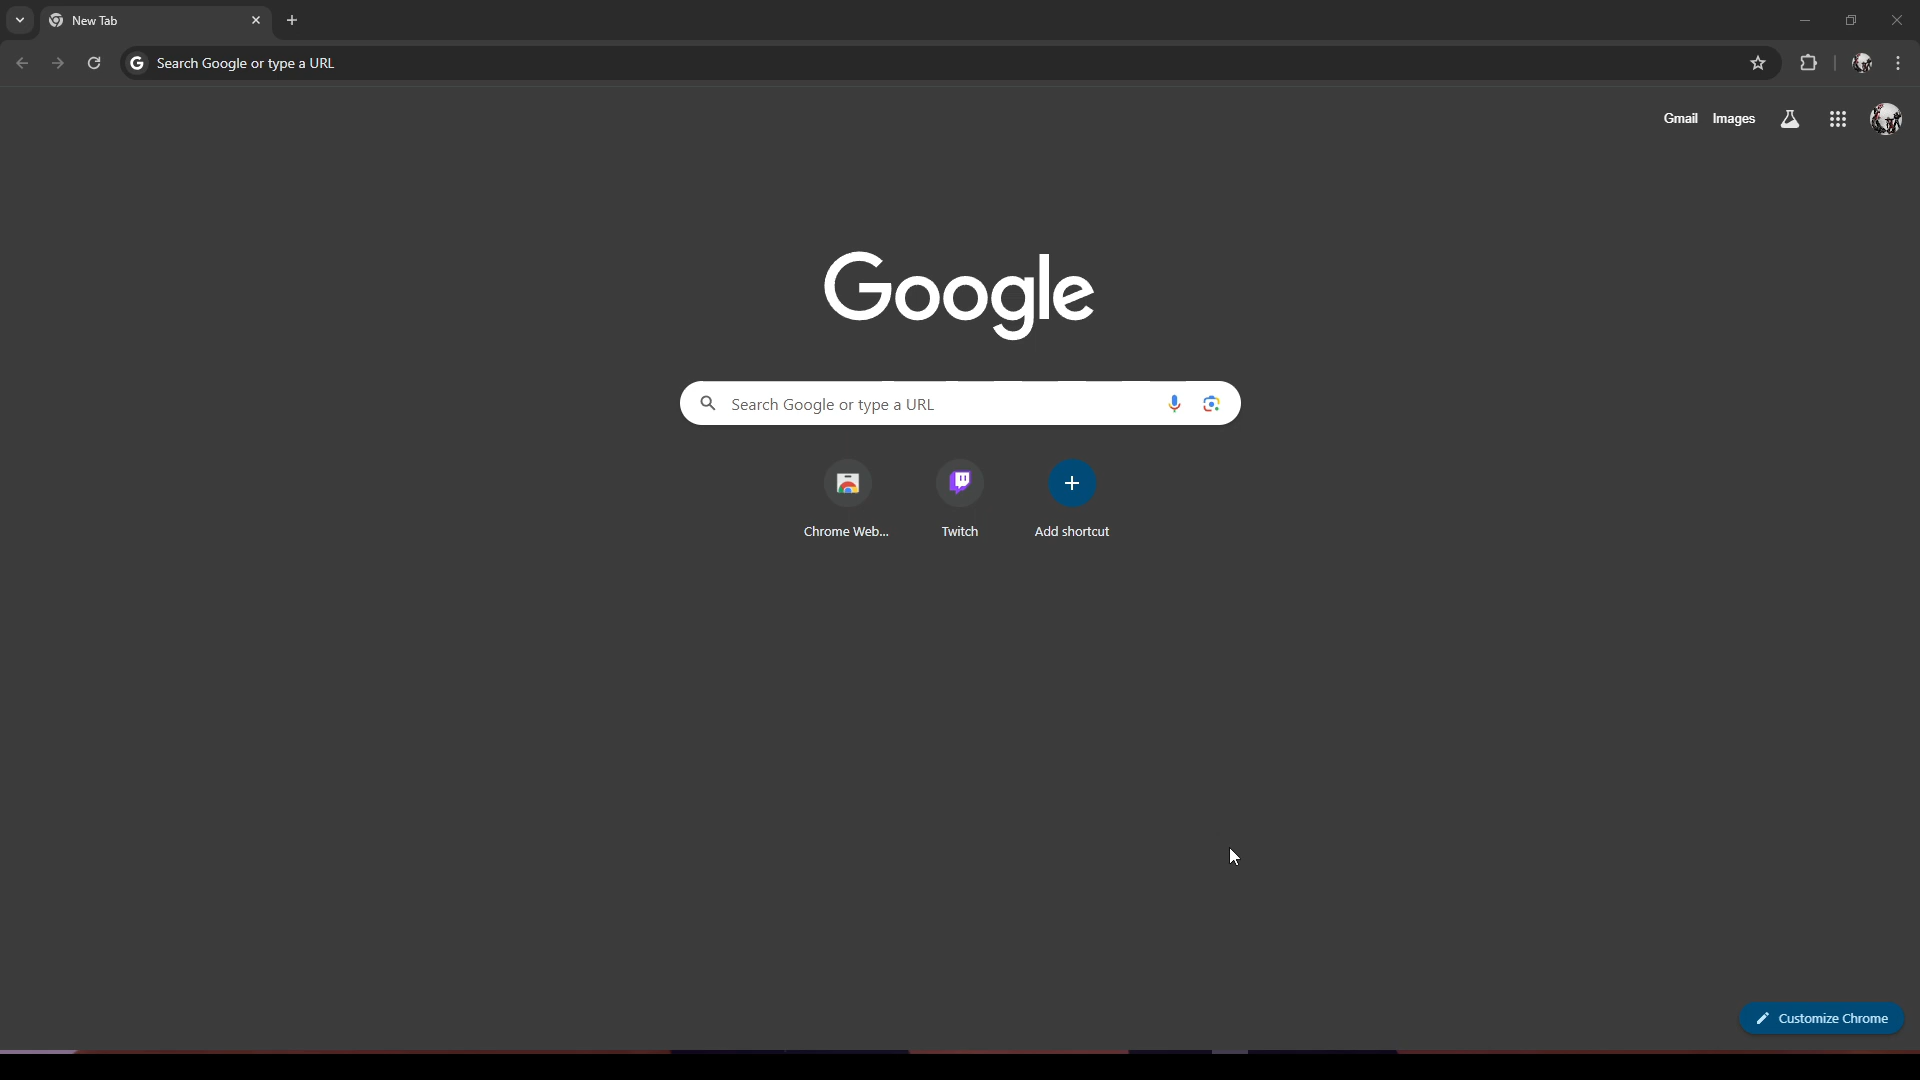 New Tab
Search Google or type a URL
Gmail Images
Google
Search Google or type a URL
Chrome Web... Twitch Add shortcut
Customize Chrome